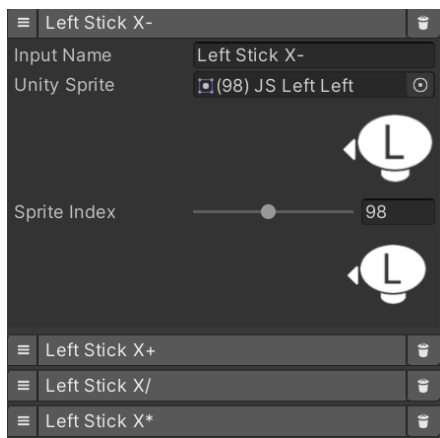 Left Stick X-
Input Name Left Stick X-
Unity Sprite (98) JS Left Left
L
Sprite Index 98
L
Left Stick X+
Left Stick X/
Left Stick X*